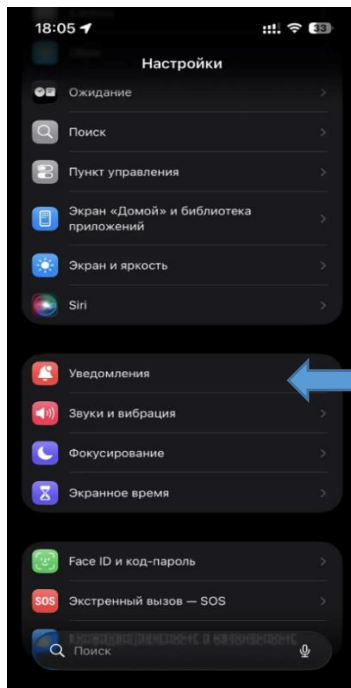 18:05
33
Настройки
Ожидание
Поиск
Пункт управления
Экран «Домой» и библиотека
приложений
Экран и яркость
Siri
Уведомления
Звуки и вибрация
Фокусирование
Экранное время
Face ID и код-пароль
SOS
Экстренный вызов — SOS
Поиск